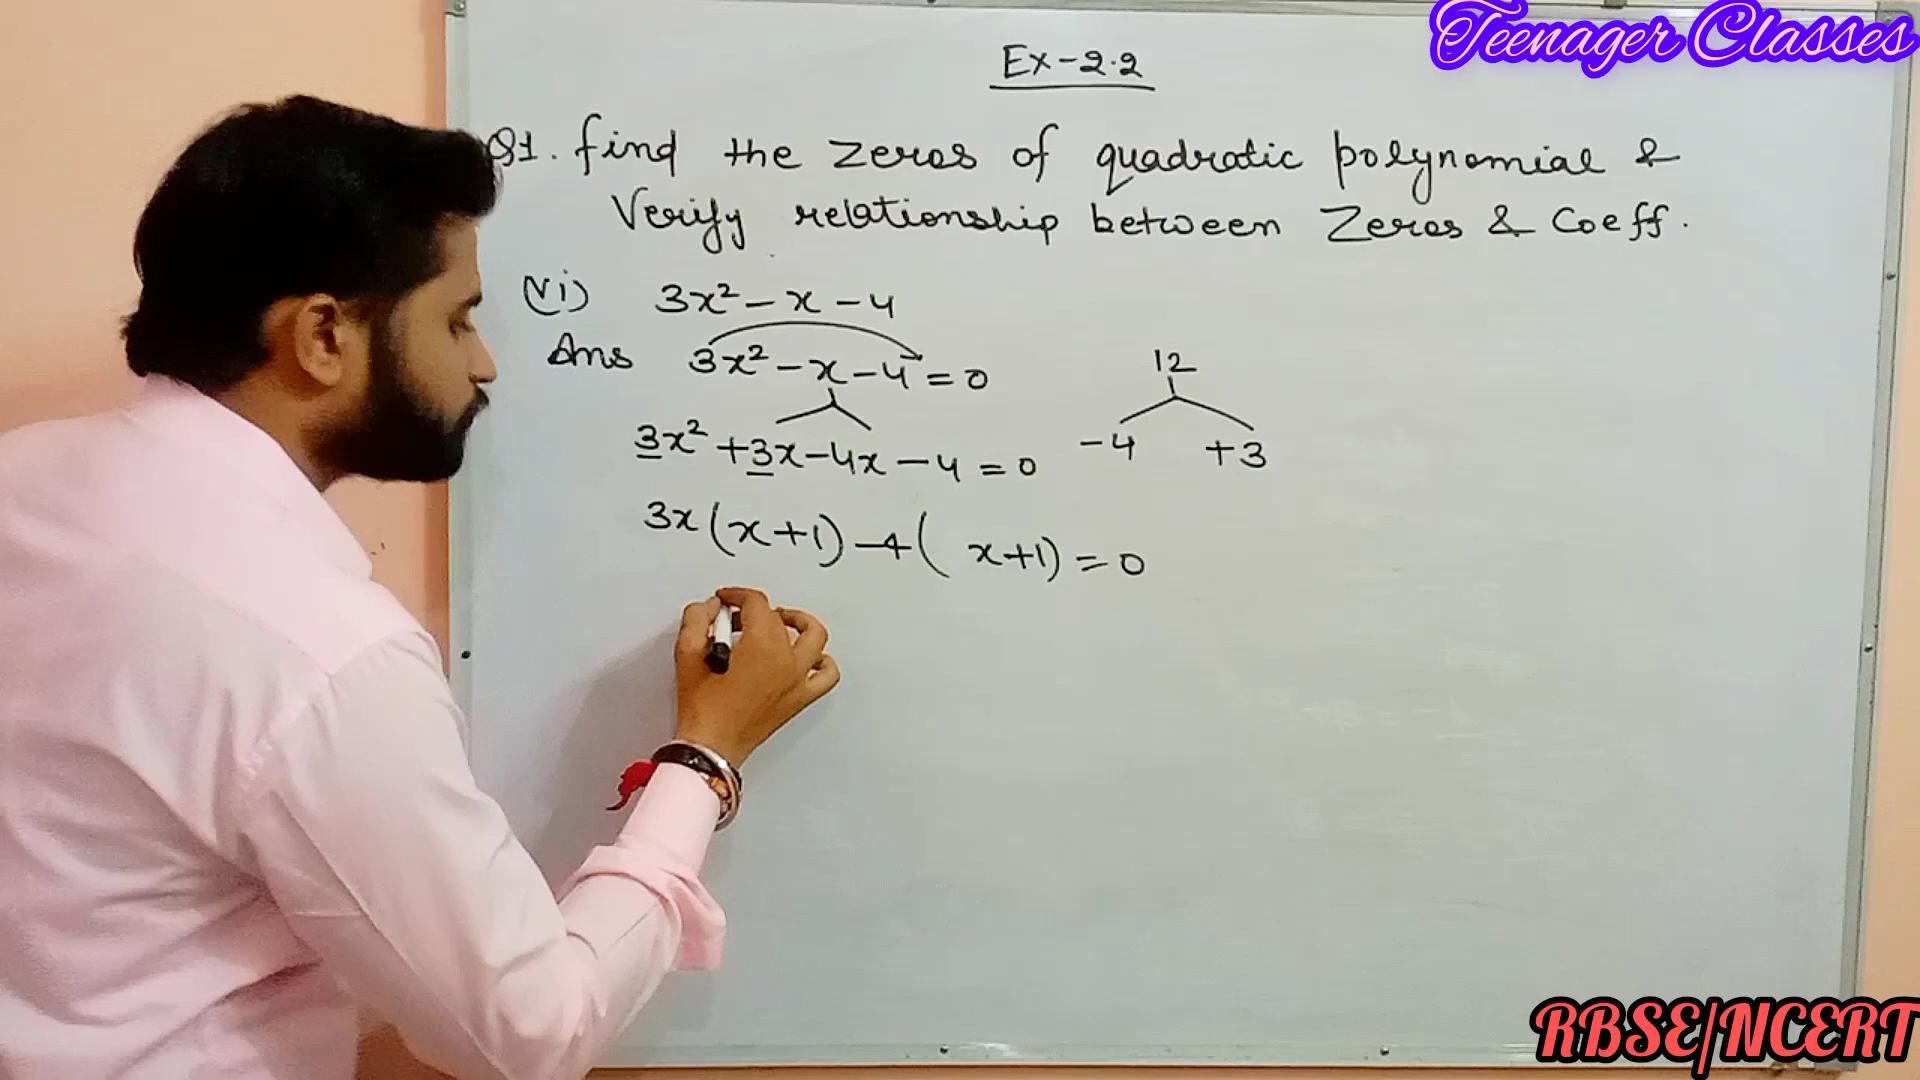 Teenager Classes
Ex-2.2
Q1. find the zeros of quadratic polynomial &
Verify relationship between Zeros & Coeff.
(vi) 3x² - x - 4
Ans 3x² - x - 4 = 0
12
3x² + 3x - 4x - 4 = 0
-4 +3
3x(x+1) - 4( x+1) = 0
RBSE/NCERT